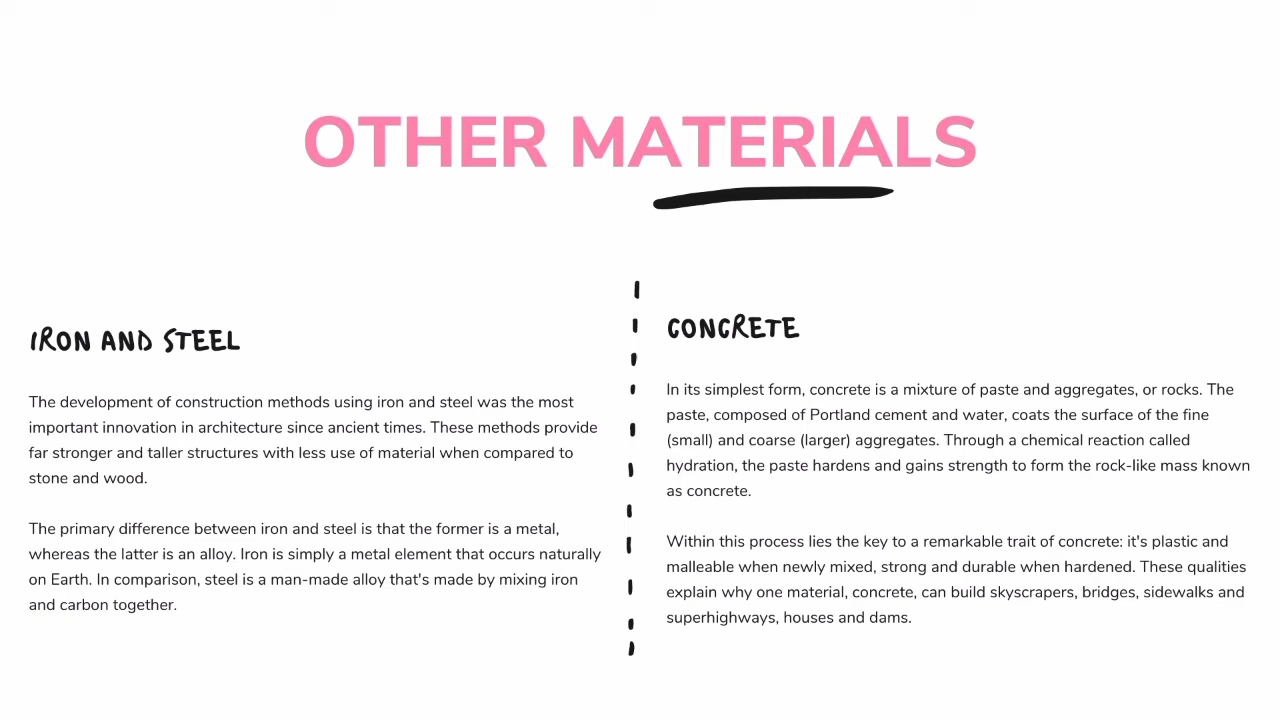 OTHER MATERIALS
IRON AND STEEL
The development of construction methods using iron and steel was the most
important innovation in architecture since ancient times. These methods provide
far stronger and taller structures with less use of material when compared to
stone and wood.
The primary difference between iron and steel is that the former is a metal,
whereas the latter is an alloy. Iron is simply a metal element that occurs naturally
on Earth. In comparison, steel is a man-made alloy that's made by mixing iron
and carbon together.
CONCRETE
In its simplest form, concrete is a mixture of paste and aggregates, or rocks. The
paste, composed of Portland cement and water, coats the surface of the fine
(small) and coarse (larger) aggregates. Through a chemical reaction called
hydration, the paste hardens and gains strength to form the rock-like mass known
as concrete.
Within this process lies the key to a remarkable trait of concrete: it's plastic and
malleable when newly mixed, strong and durable when hardened. These qualities
explain why one material, concrete, can build skyscrapers, bridges, sidewalks and
superhighways, houses and dams.